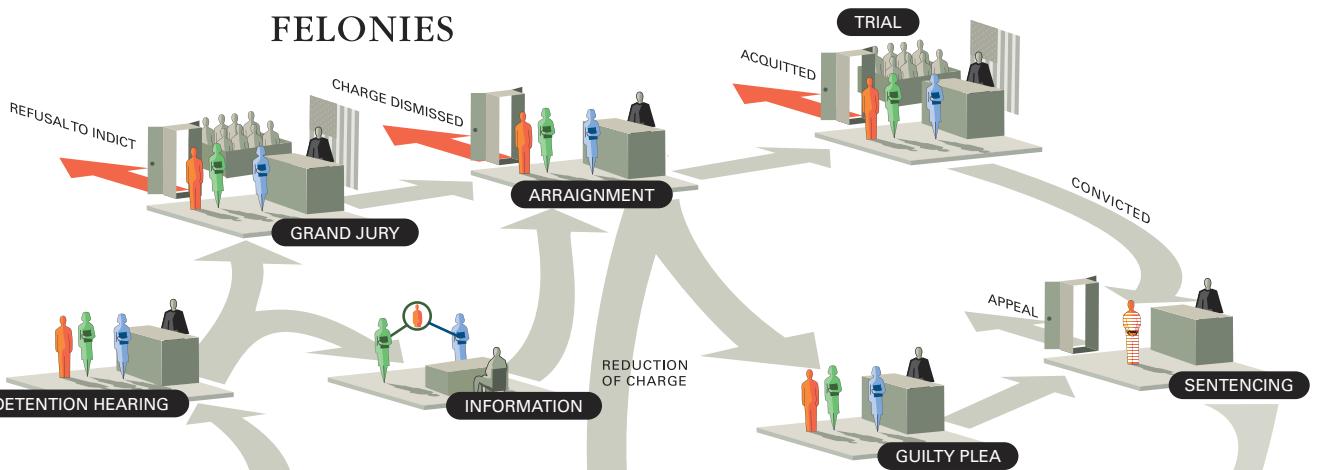 FELONIES
TRIAL
ACQUITTED
CHARGE DISMISSED
REFUSAL TO INDICT
ARRAIGNMENT
GRAND JURY
CONVICTED
APPEAL
REDUCTION
OF CHARGE
SENTENCING
DETENTION HEARING
INFORMATION
GUILTY PLEA